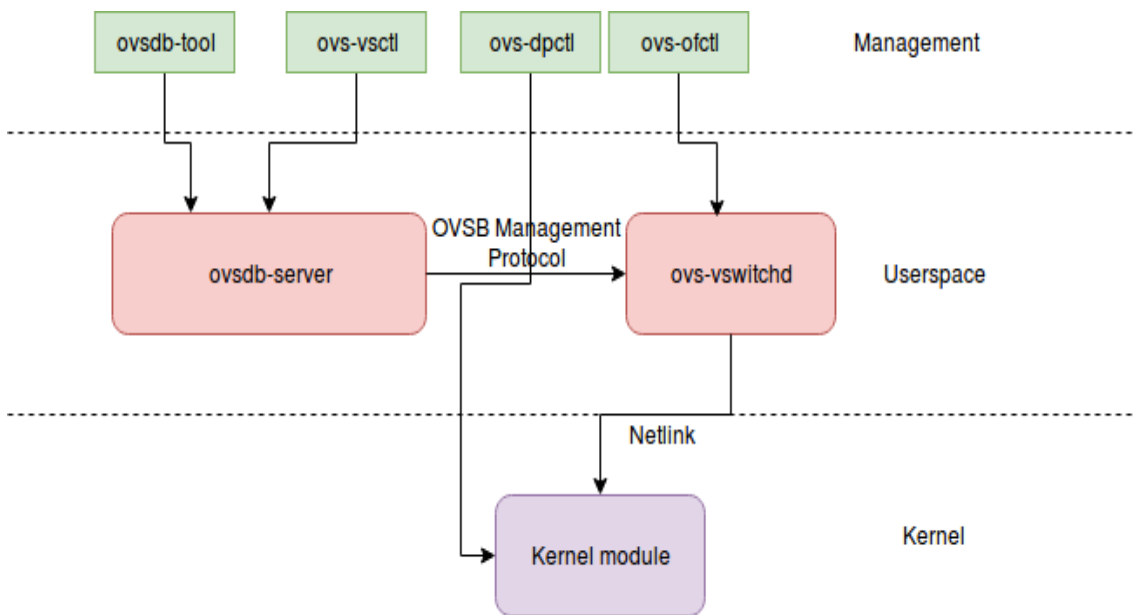 ovsdb-tool
ovs-vsctl
ovs-dpctl
ovs-ofctl
Management
OVSB Management
Protocol
ovsdb-server
ovs-vswitchd
Userspace
Netlink
Kernel module
Kernel